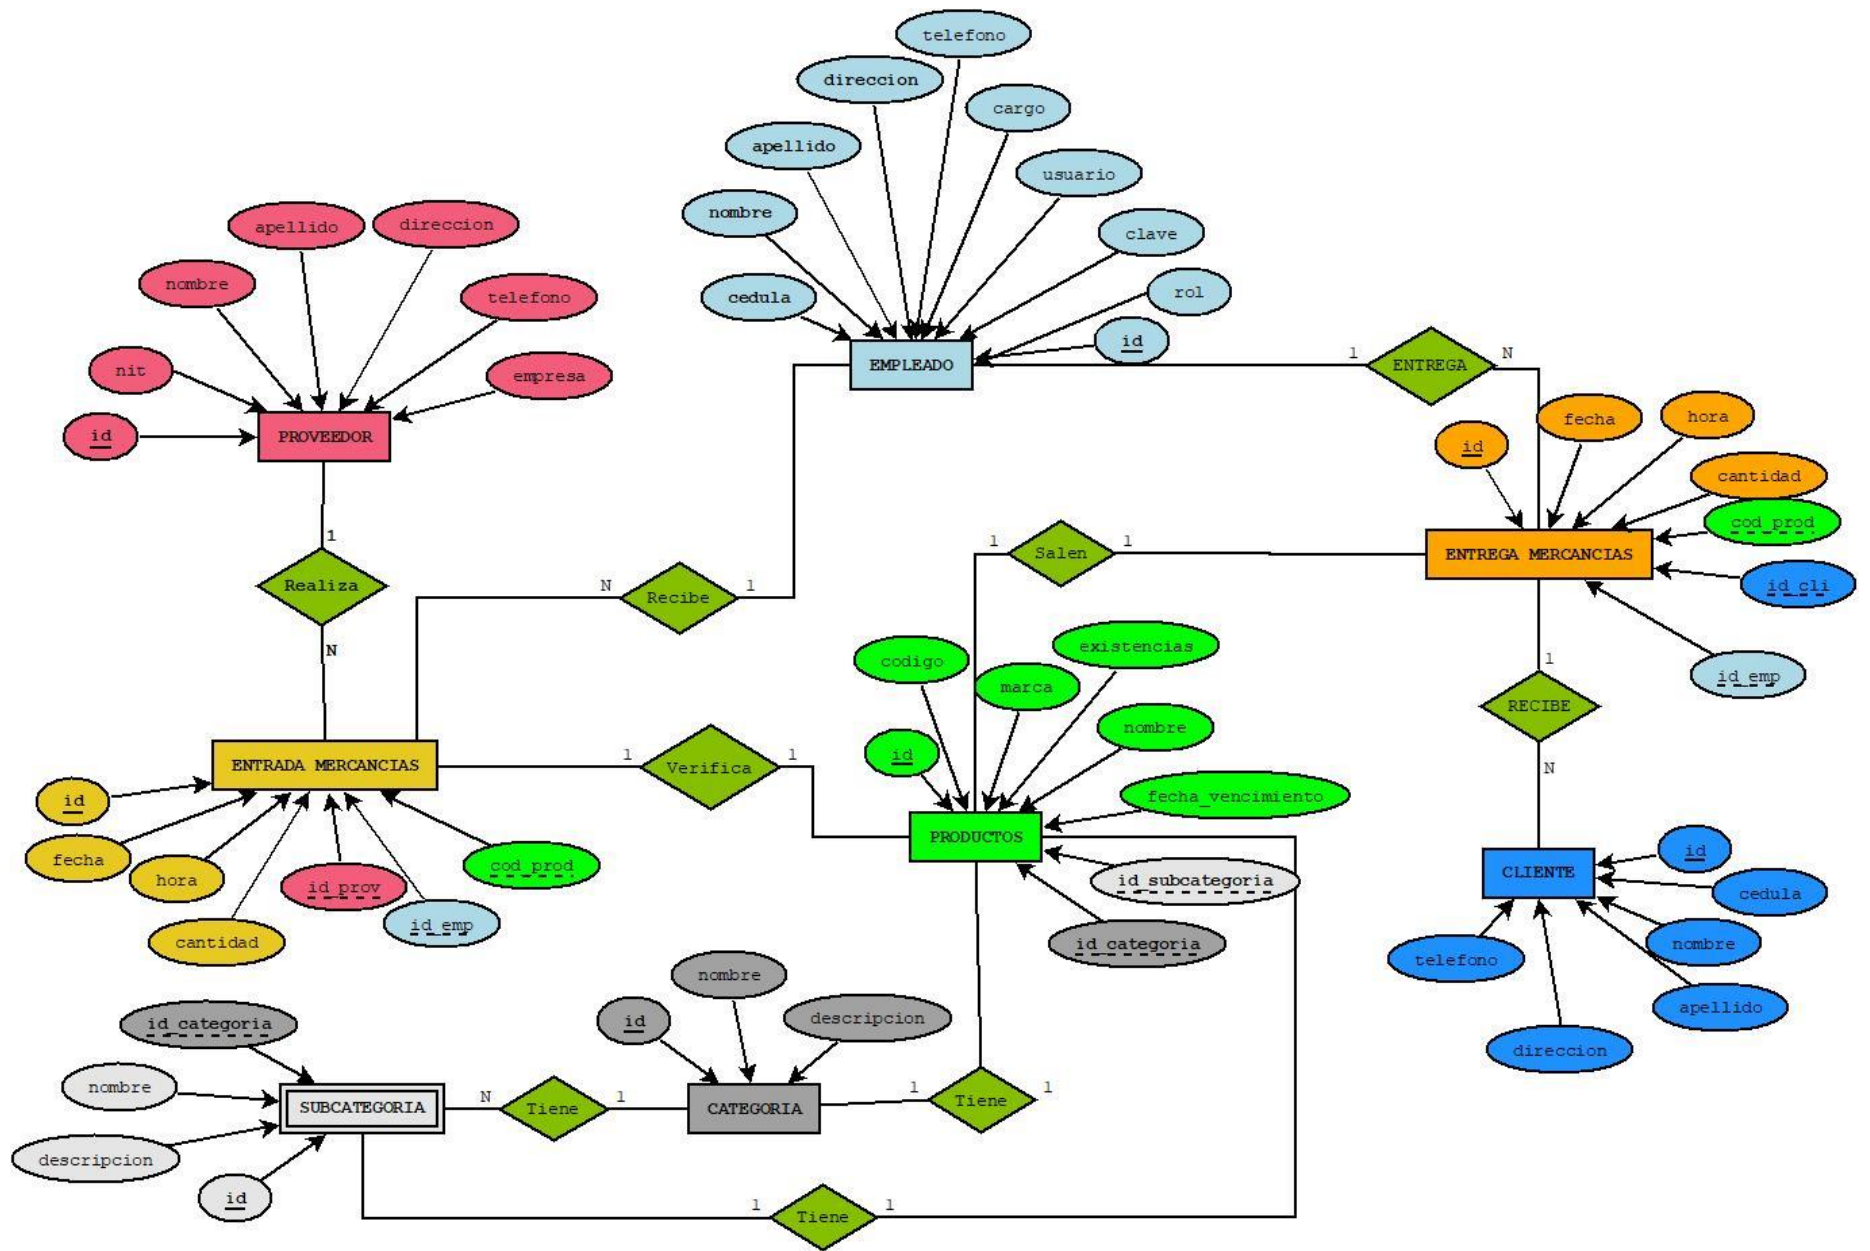 telefono
direccion
cargo
apellido
usuario
nombre
clave
cedula
rol
id
EMPLEADO
apellido
direccion
nombre
telefono
nit
empresa
id
PROVEEDOR
1
Realiza
N
1
ENTREGA
N
id
fecha
hora
cantidad
cod_prod
ENTREGA MERCANCIAS
id_cli
id_emp
1
Salen
1
N
Recibe
1
1
RECIBE
N
codigo
existencias
marca
nombre
id
fecha_vencimiento
PRODUCTOS
id_subcategoria
id_categoria
ENTRADA MERCANCIAS
1
Verifica
1
id
fecha
hora
cantidad
id_prov
id_emp
cod_prod
CLIENTE
id
cedula
nombre
apellido
direccion
telefono
id_categoria
nombre
descripcion
id
SUBCATEGORIA
N
Tiene
1
id
nombre
descripcion
CATEGORIA
1
Tiene
1
1
Tiene
1